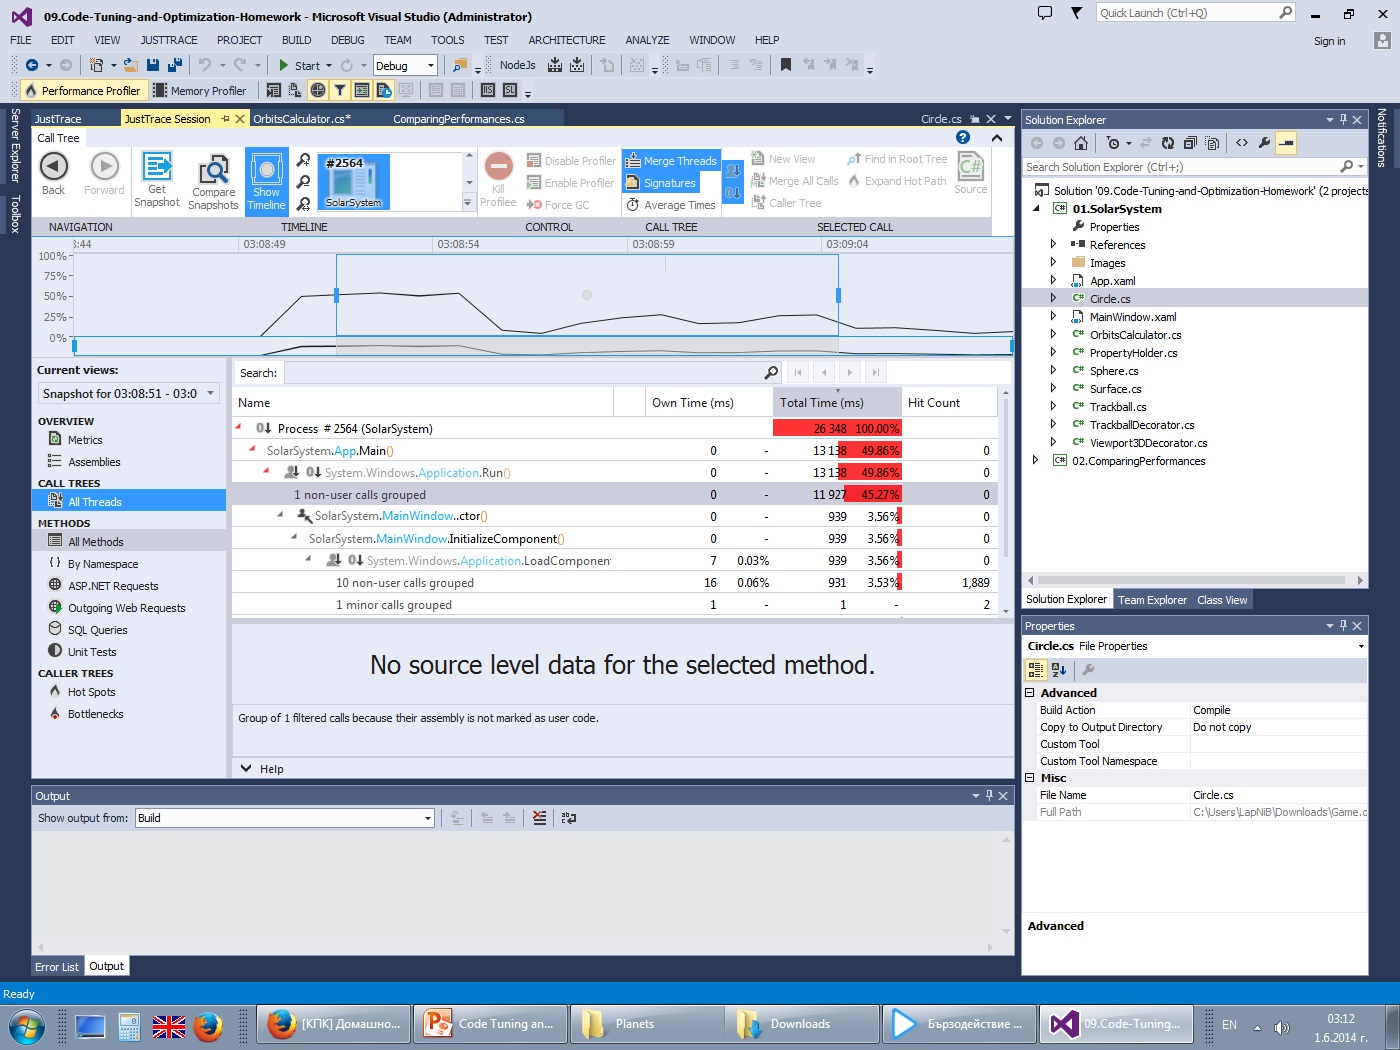 09.Code-Tuning-and-Optimization-Homework - Microsoft Visual Studio (Administrator)
Quick Launch (Ctrl+Q)
FILE EDIT VIEW JUSTTRACE PROJECT BUILD DEBUG TEAM TOOLS TEST ARCHITECTURE ANALYZE WINDOW HELP
Sign in
Start Debug NodeJs
Performance Profiler Memory Profiler
Server Explorer
Toolbox
Notifications
JustTrace JustTrace Session OrbitsCalculator.cs* ComparingPerformances.cs Circle.cs
Call Tree
Back
Forward
Get Snapshot
Compare Snapshots
Show Timeline
#2564
SolarSystem
Kill Profilee
Disable Profiler
Enable Profiler
Force GC
Merge Threads
Signatures
Average Times
New View
Merge All Calls
Caller Tree
Find in Root Tree
Expand Hot Path
Source
NAVIGATION TIMELINE CONTROL CALL TREE SELECTED CALL
3:44 03:08:49 03:08:54 03:08:59 03:09:04
100%
75%
50%
25%
0%
Current views:
Snapshot for 03:08:51 - 03:0
OVERVIEW
Metrics
Assemblies
CALL TREES
All Threads
METHODS
All Methods
By Namespace
ASP.NET Requests
Outgoing Web Requests
SQL Queries
Unit Tests
CALLER TREES
Hot Spots
Bottlenecks
Search:
Name Own Time (ms) Total Time (ms) Hit Count
Process # 2564 (SolarSystem) 26 348 100.00%
SolarSystem.App.Main() 0 - 13 138 49.86% 0
System.Windows.Application.Run() 0 - 13 138 49.86% 0
1 non-user calls grouped 0 - 11 927 45.27% 0
SolarSystem.MainWindow..ctor() 0 - 939 3.56% 0
SolarSystem.MainWindow.InitializeComponent() 0 - 939 3.56% 0
System.Windows.Application.LoadComponen 7 0.03% 939 3.56% 0
10 non-user calls grouped 16 0.06% 931 3.53% 1,889
1 minor calls grouped 1 - 1 - 2
No source level data for the selected method.
Group of 1 filtered calls because their assembly is not marked as user code.
Help
Output
Show output from: Build
Error List Output
Solution Explorer
Search Solution Explorer (Ctrl+;)
Solution '09.Code-Tuning-and-Optimization-Homework' (2 projects
01.SolarSystem
Properties
References
Images
App.xaml
Circle.cs
MainWindow.xaml
OrbitsCalculator.cs
PropertyHolder.cs
Sphere.cs
Surface.cs
Trackball.cs
TrackballDecorator.cs
Viewport3DDecorator.cs
02.ComparingPerformances
Solution Explorer Team Explorer Class View
Properties
Circle.cs File Properties
Advanced
Build Action Compile
Copy to Output Directory Do not copy
Custom Tool
Custom Tool Namespace
Misc
File Name Circle.cs
Full Path C:\Users\LapNiB\Downloads\Game.c
Advanced
Ready
[КПК] Домашно... Code Tuning an... Planets Downloads Бързодействие ... 09.Code-Tuning...
EN
03:12
1.6.2014 г.